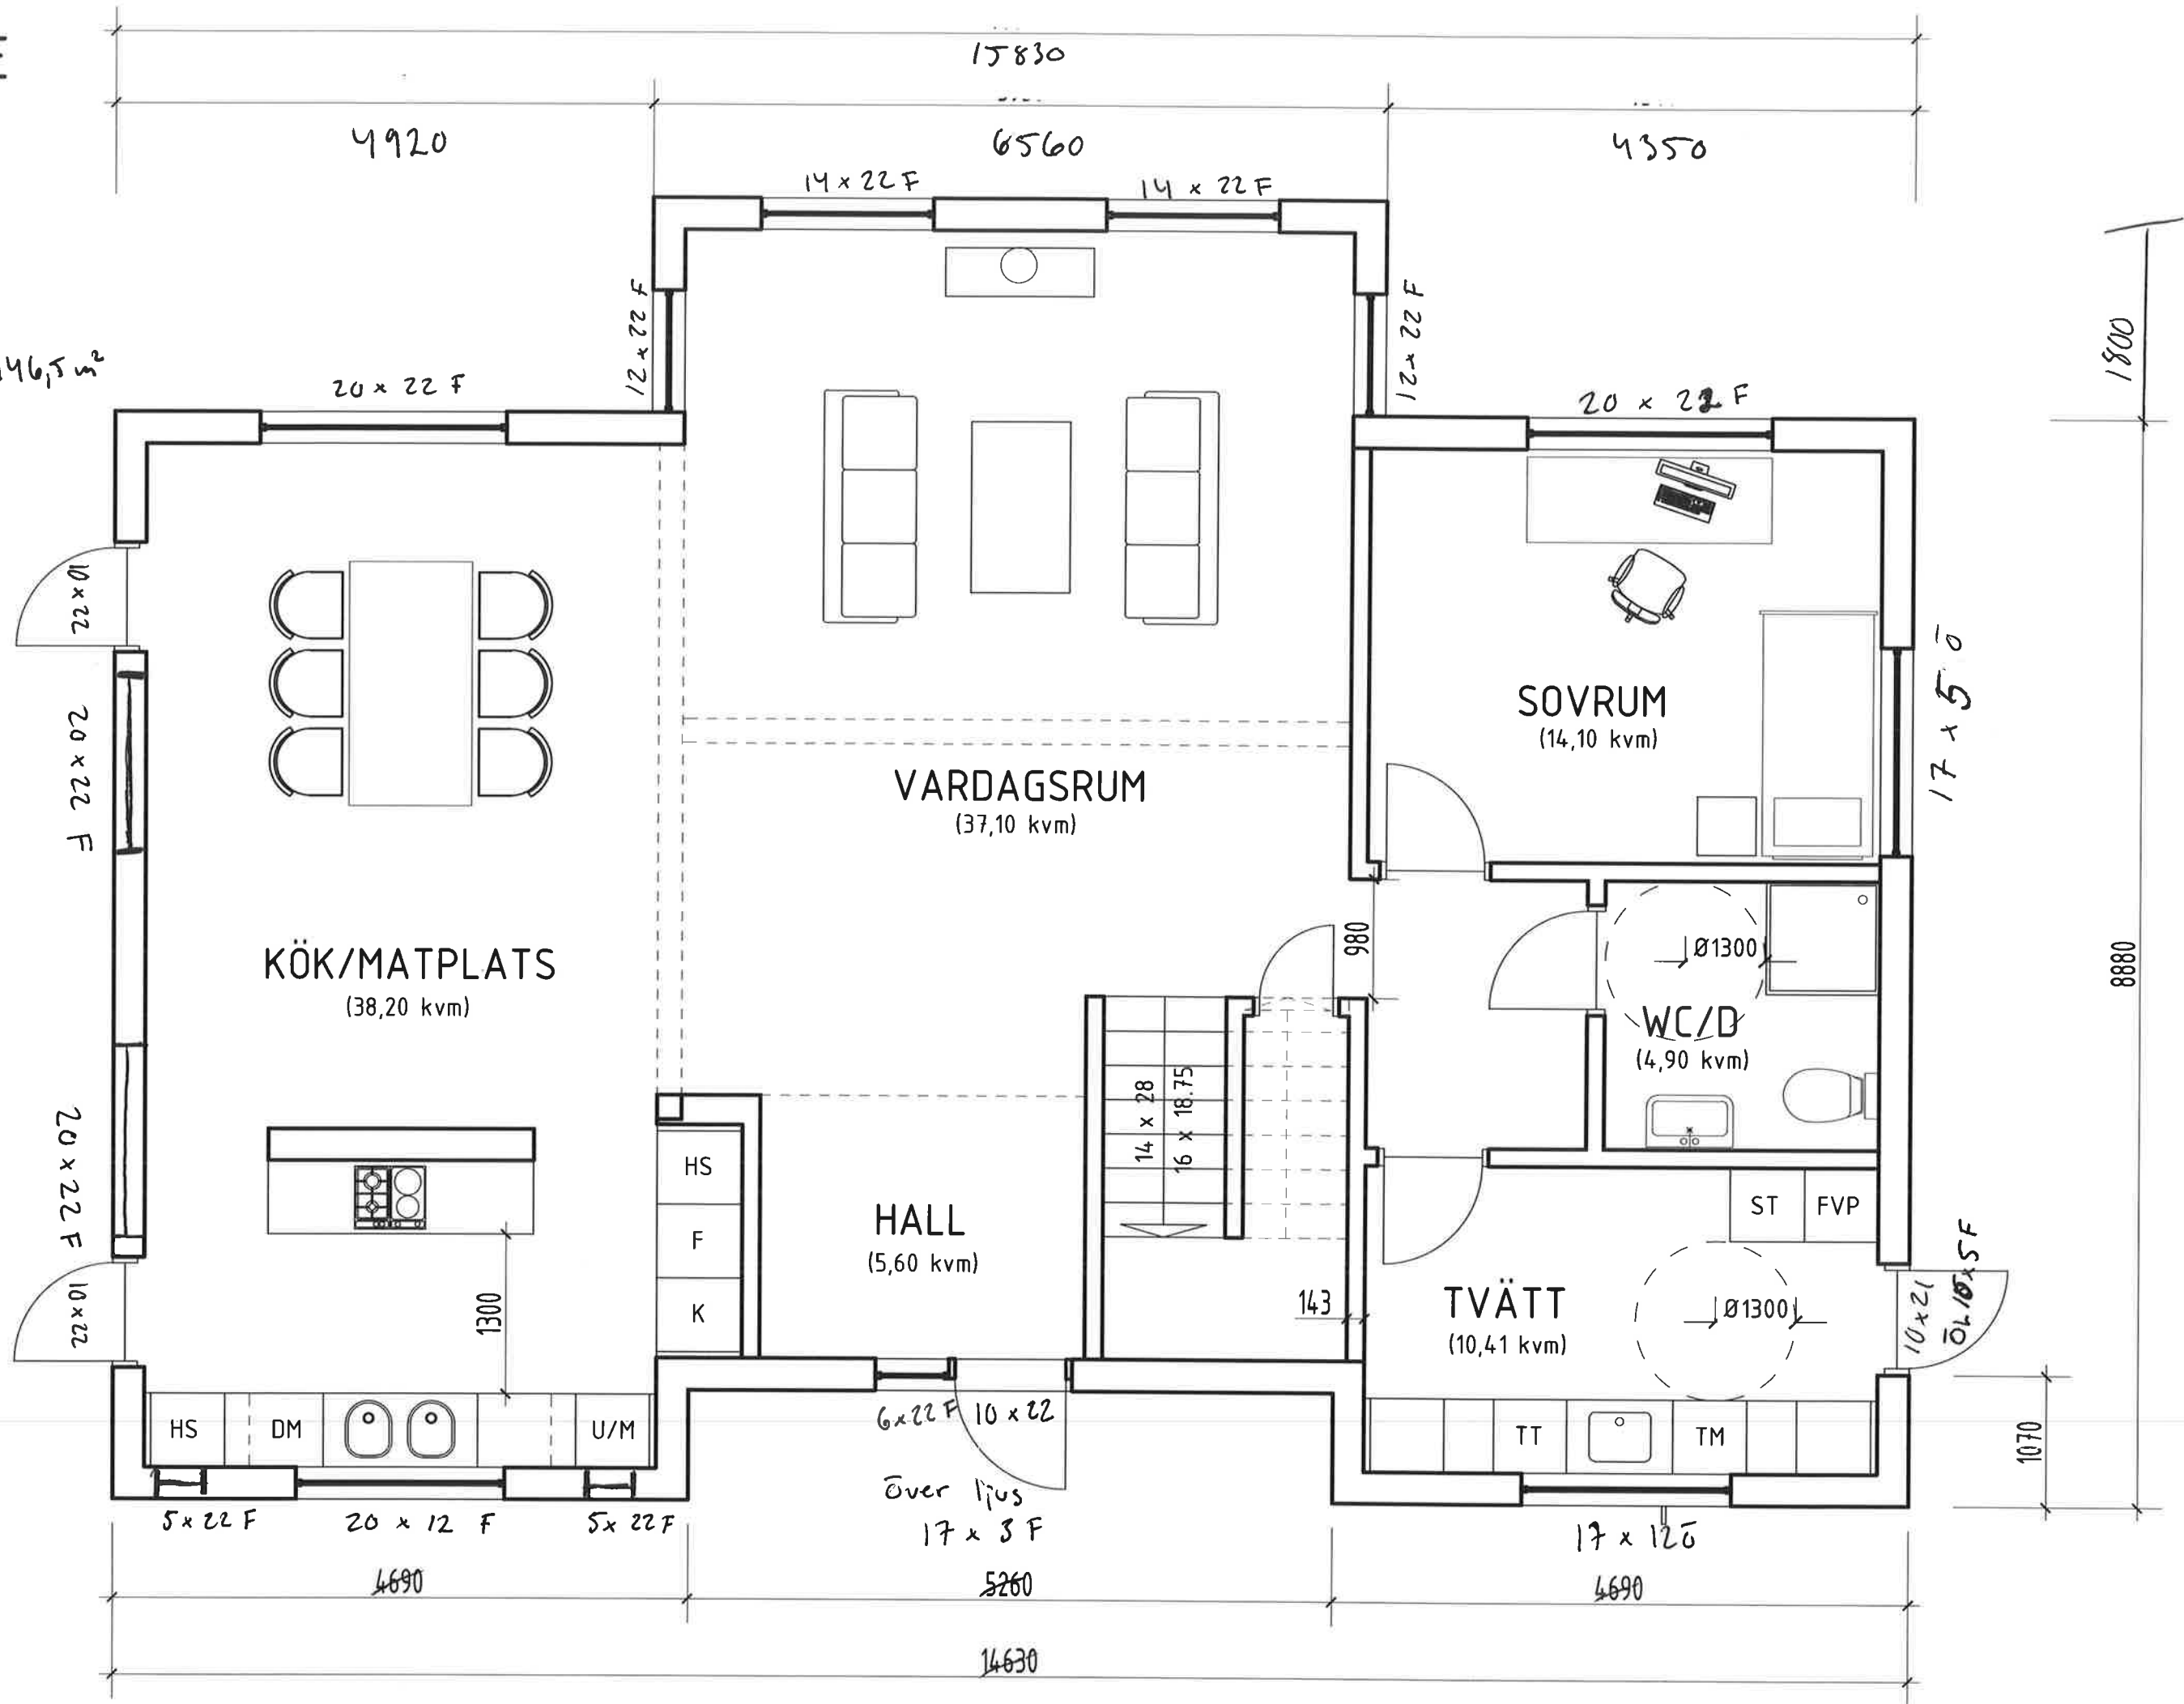 15830
4920
6560
4350
14 x 22 F
14 x 22 F
12 x 22 F
12 x 22 F
1800
146,5 m²
20 x 22 F
20 x 22 F
10 x 22
20 x 22 F
SOVRUM
(14,10 kvm)
17 x 5 ö
VARDAGSRUM
(37,10 kvm)
KÖK/MATPLATS
(38,20 kvm)
980
Ø1300
WC/D
(4,90 kvm)
8880
14 x 28
16 x 18.75
20 x 22 F
HS
F
K
HALL
(5,60 kvm)
ST
FVP
1300
143
TVÄTT
(10,41 kvm)
Ø1300
10 x 22
10 x 21
HS
DM
U/M
6 x 22 F
10 x 22
TT
TM
1070
över ljus
17 x 3 F
5 x 22 F
20 x 12 F
5 x 22 F
17 x 12 ö
4690
5260
4690
14630